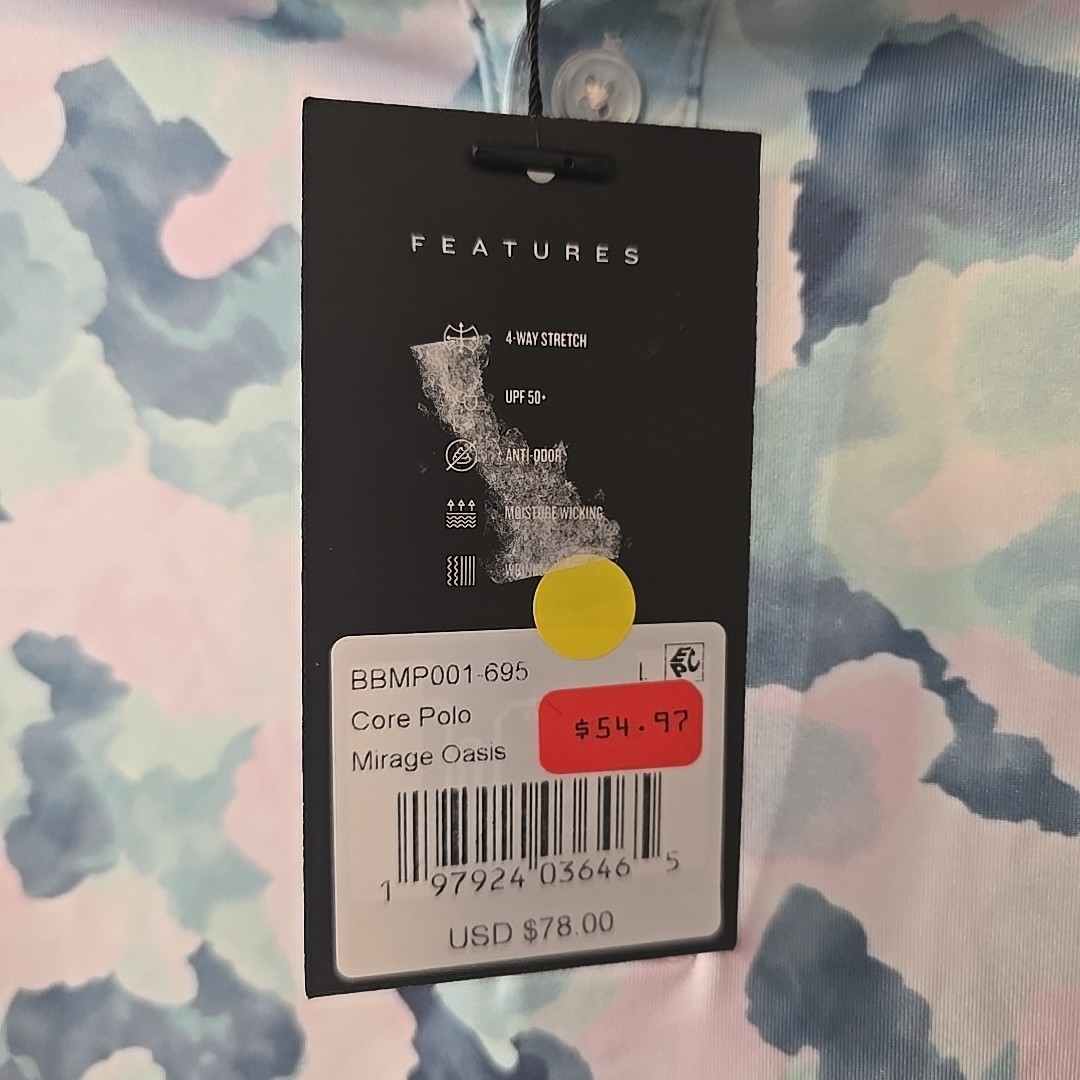 FEATURES
4-WAY STRETCH
UPF 50+
ANTI-ODOR
MOISTURE WICKING
BBMP001-695 L
Core Polo
$54.97
Mirage Oasis
1 97924 03646 5
USD $78.00